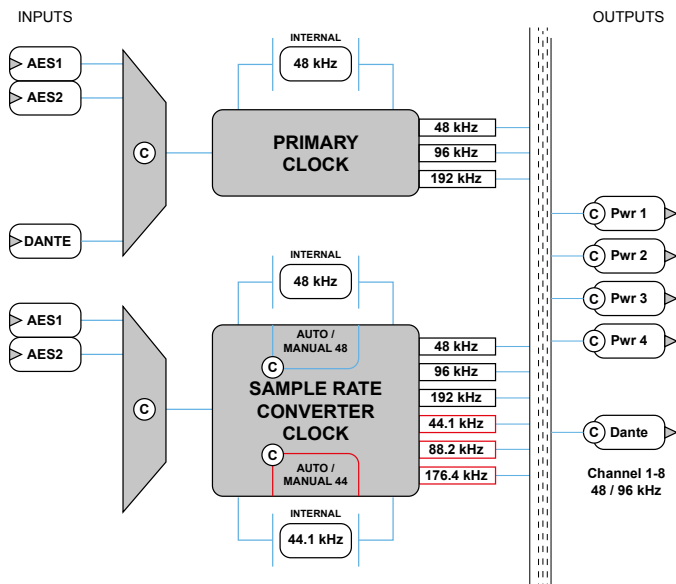 INPUTS
OUTPUTS
AES1
AES2
DANTE
C
INTERNAL
48 kHz
PRIMARY
CLOCK
48 kHz
96 kHz
192 kHz
AES1
AES2
C
INTERNAL
48 kHz
AUTO /
MANUAL 48
C
SAMPLE RATE
CONVERTER
CLOCK
C
AUTO /
MANUAL 44
INTERNAL
44.1 kHz
48 kHz
96 kHz
192 kHz
44.1 kHz
88.2 kHz
176.4 kHz
C Pwr 1
C Pwr 2
C Pwr 3
C Pwr 4
C Dante
Channel 1-8
48 / 96 kHz